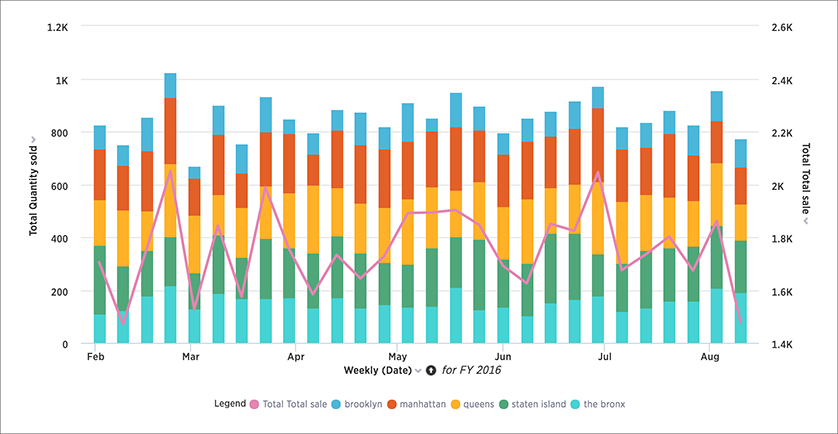 1.2K
2.6K
1K
2.4K
800
2.2K
600
2K
400
1.8K
200
1.6K
0
1.4K
Total Quantity sold
Total Total sale
Feb Mar Apr May Jun Jul Aug
Weekly (Date) for FY 2016
Legend Total Total sale brooklyn manhattan queens staten island the bronx